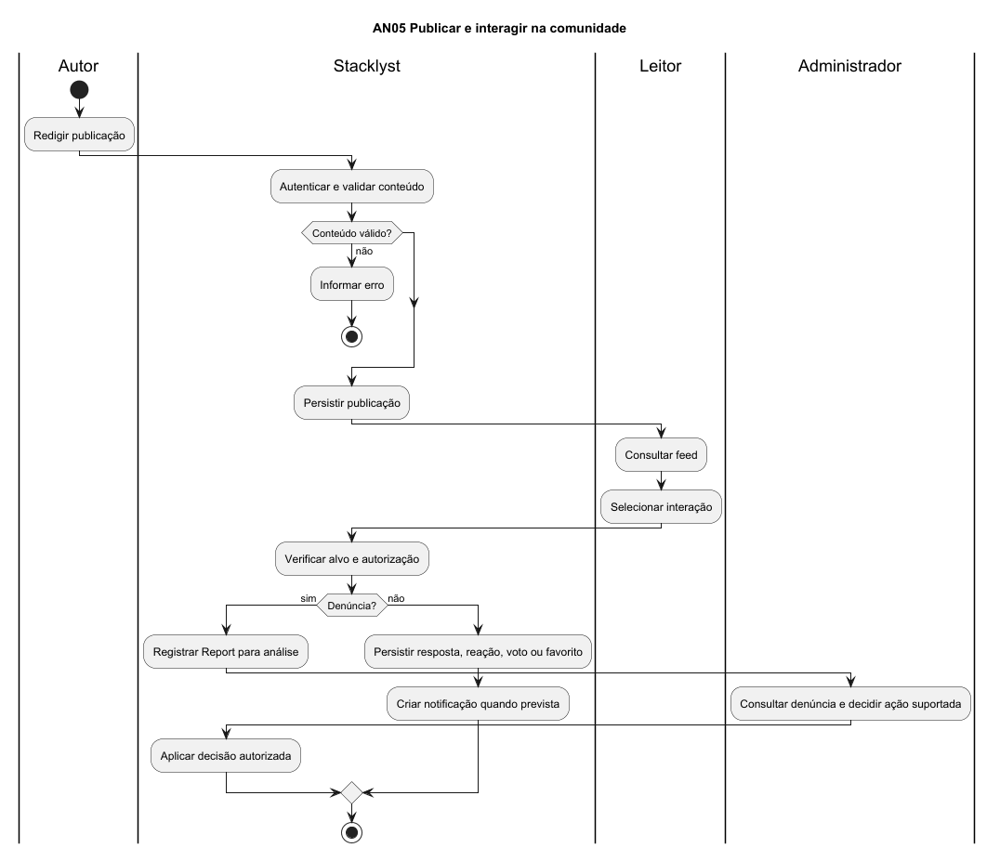 AN05 Publicar e interagir na comunidade
Autor
Stacklyst
Leitor
Administrador
Redigir publicação
Autenticar e validar conteúdo
Conteúdo válido?
não
Informar erro
Persistir publicação
Consultar feed
Selecionar interação
Verificar alvo e autorização
sim
Denúncia?
não
Registrar Report para análise
Persistir resposta, reação, voto ou favorito
Criar notificação quando prevista
Consultar denúncia e decidir ação suportada
Aplicar decisão autorizada